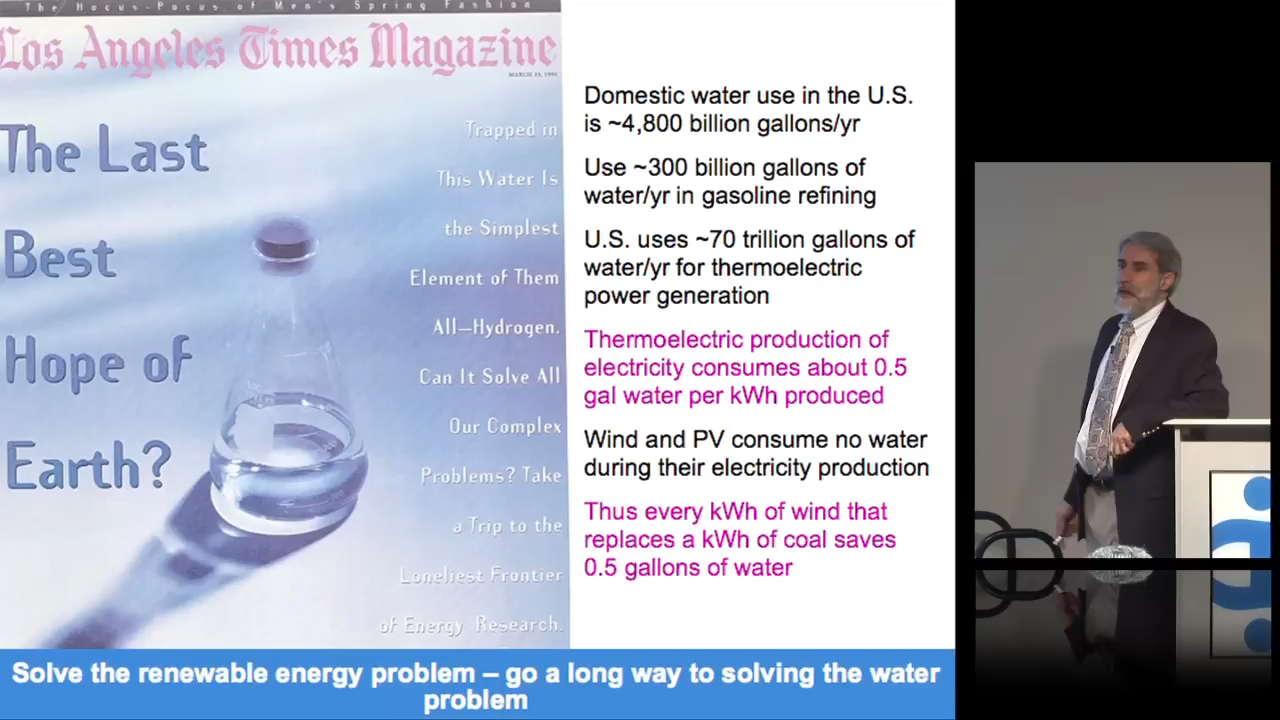 The Hocus-Pocus of Men's Spring Fashion
Los Angeles Times Magazine
The Last
Best
Hope of
Earth?
Trapped in
This Water Is
the Simplest
Element of Them
All—Hydrogen.
Can It Solve All
Our Complex
Problems? Take
a Trip to the
Loneliest Frontier
of Energy Research.
Domestic water use in the U.S.
is ~4,800 billion gallons/yr
Use ~300 billion gallons of
water/yr in gasoline refining
U.S. uses ~70 trillion gallons of
water/yr for thermoelectric
power generation
Thermoelectric production of
electricity consumes about 0.5
gal water per kWh produced
Wind and PV consume no water
during their electricity production
Thus every kWh of wind that
replaces a kWh of coal saves
0.5 gallons of water
Solve the renewable energy problem – go a long way to solving the water
problem